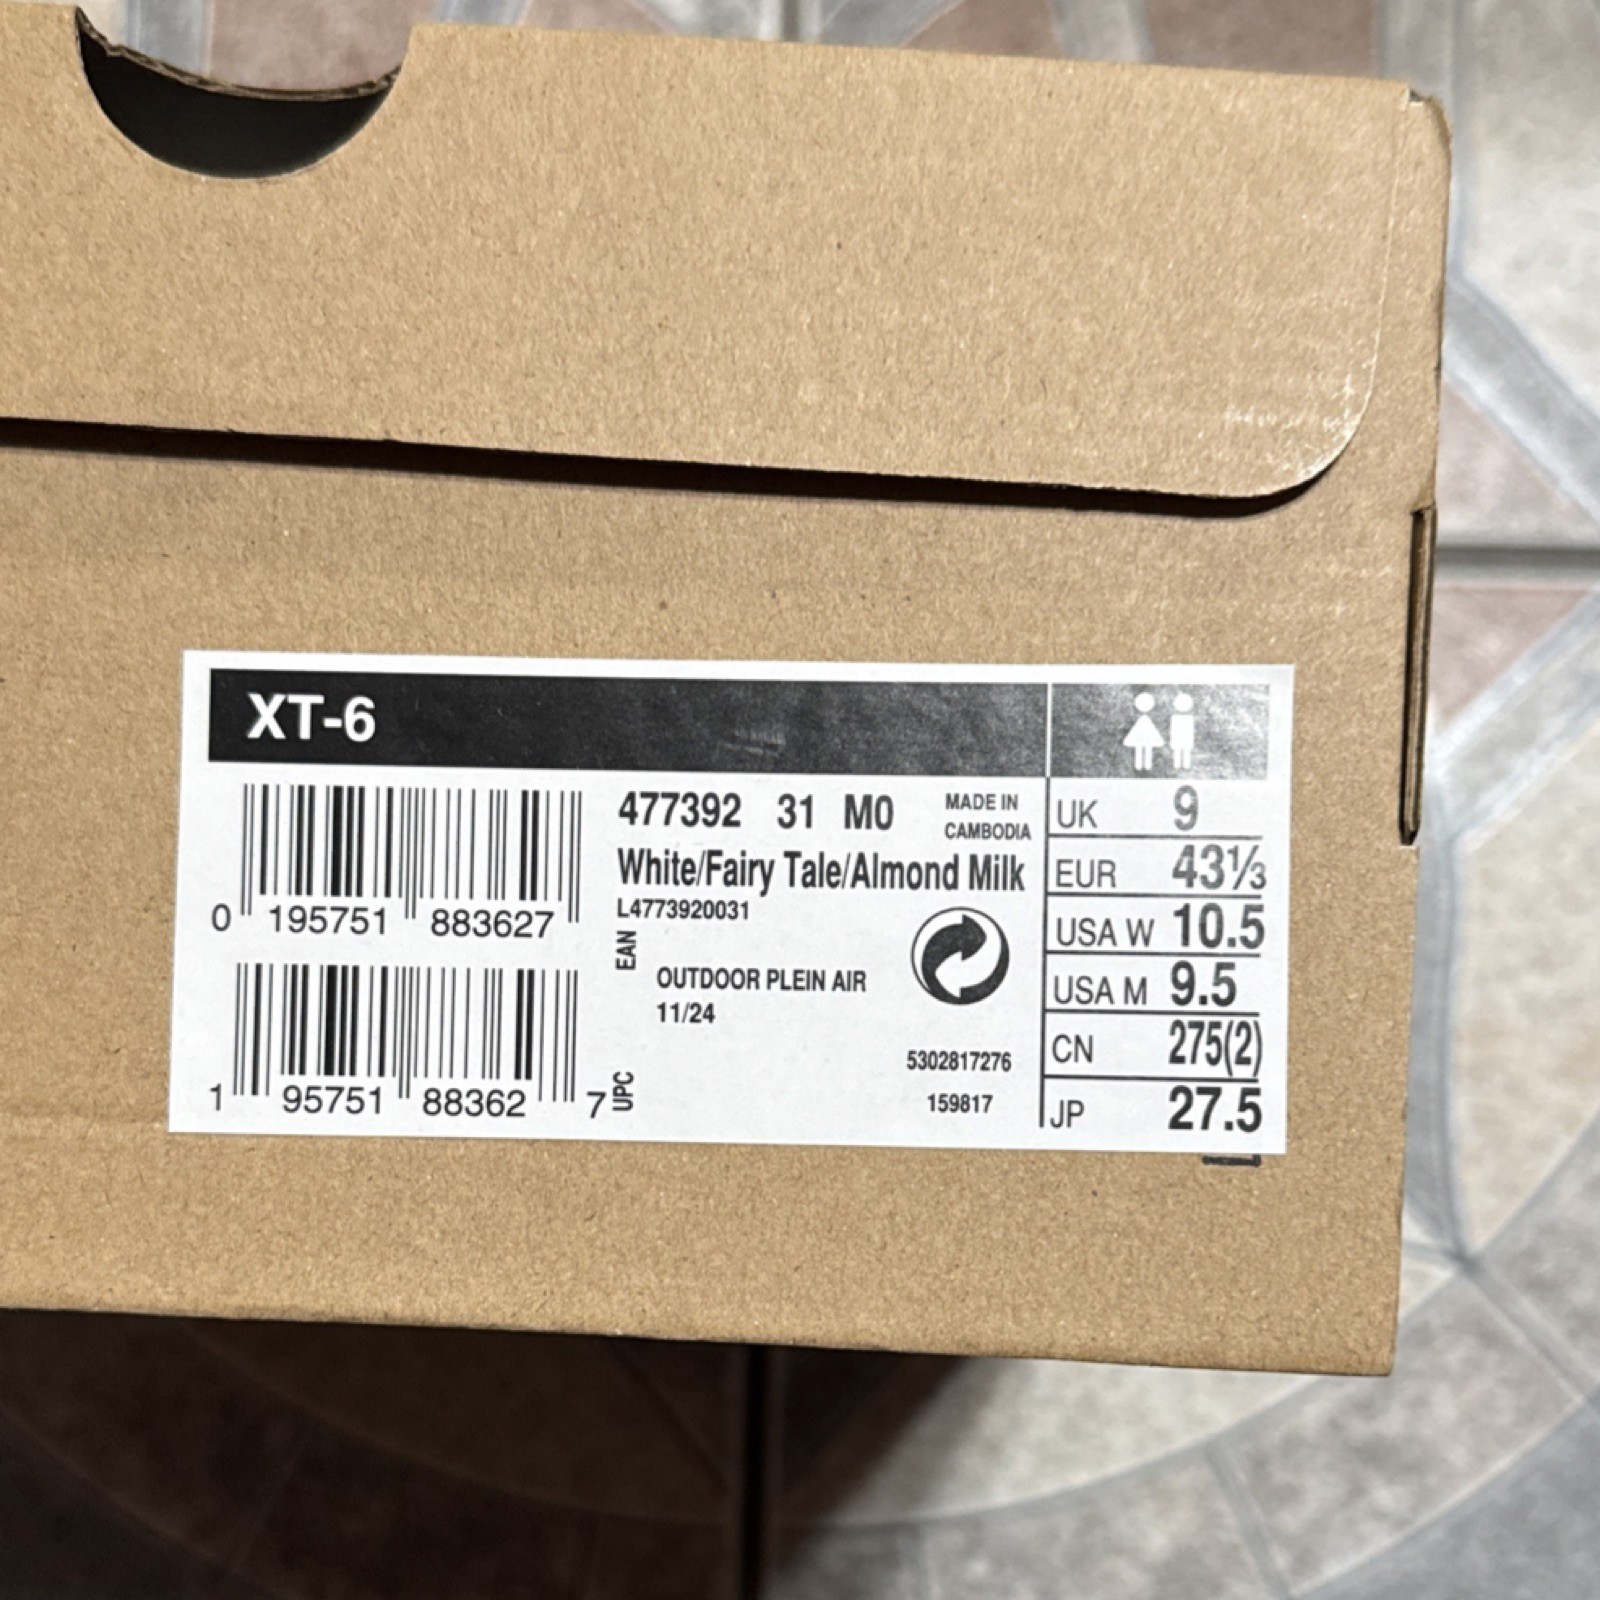 XT-6
0 195751 883627
EAN
1 95751 88362 7
UPC
477392 31 M0
MADE IN
CAMBODIA
White/Fairy Tale/Almond Milk
L4773920031
OUTDOOR PLEIN AIR
11/24
5302817276
159817
UK 9
EUR 43⅓
USA W 10.5
USA M 9.5
CN 275(2)
JP 27.5